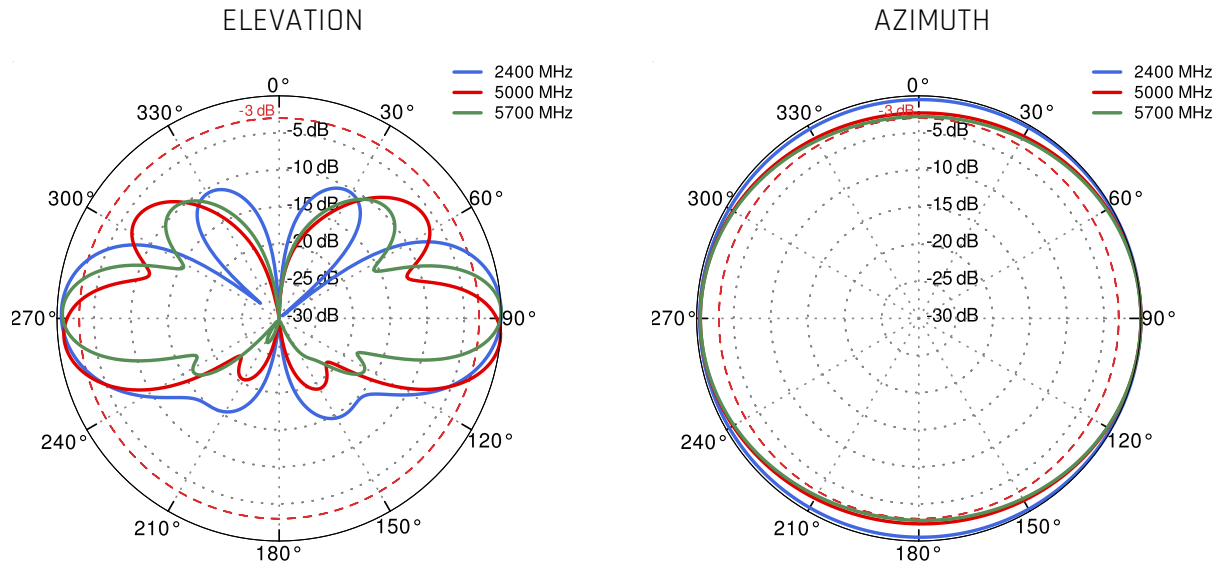 ELEVATION
2400 MHz
5000 MHz
5700 MHz
0°
-3 dB
330°
30°
-5 dB
-10 dB
300°
60°
-15 dB
-20 dB
-25 dB
270°
-30 dB
90°
240°
120°
210°
150°
180°
AZIMUTH
2400 MHz
5000 MHz
5700 MHz
0°
-3 dB
330°
30°
-5 dB
-10 dB
300°
60°
-15 dB
-20 dB
-25 dB
270°
-30 dB
90°
240°
120°
210°
150°
180°